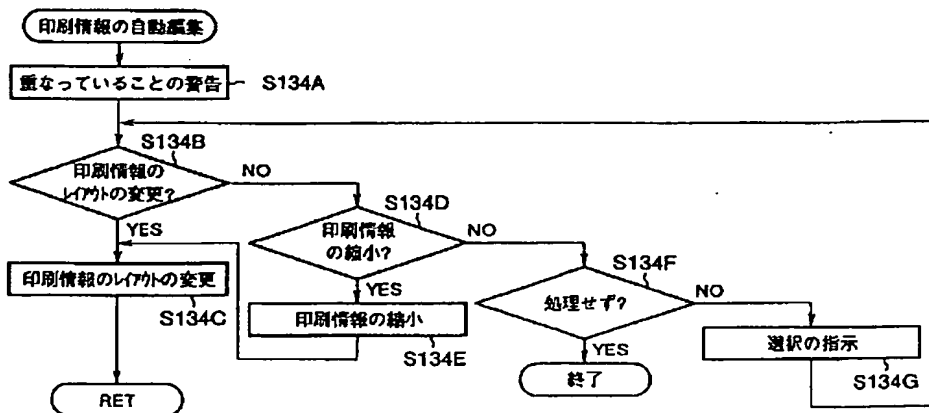 印刷情報の自動編集
重なっていることの警告
S134A
S134B
印刷情報の
レイアウトの変更?
NO
YES
印刷情報のレイアウトの変更
S134C
RET
S134D
印刷情報
の縮小?
NO
YES
印刷情報の縮小
S134E
S134F
処理せず?
NO
YES
終了
選択の指示
S134G